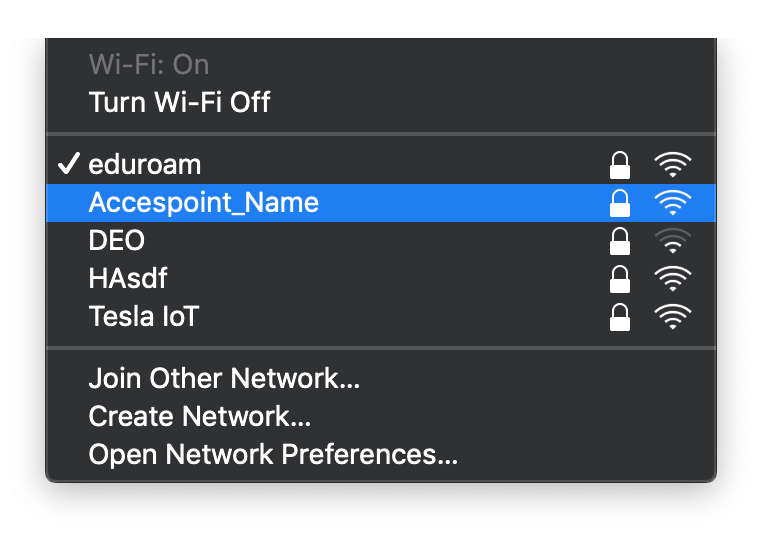 Wi-Fi: On
Turn Wi-Fi Off
eduroam
Accespoint_Name
DEO
HAsdf
Tesla IoT
Join Other Network...
Create Network...
Open Network Preferences...